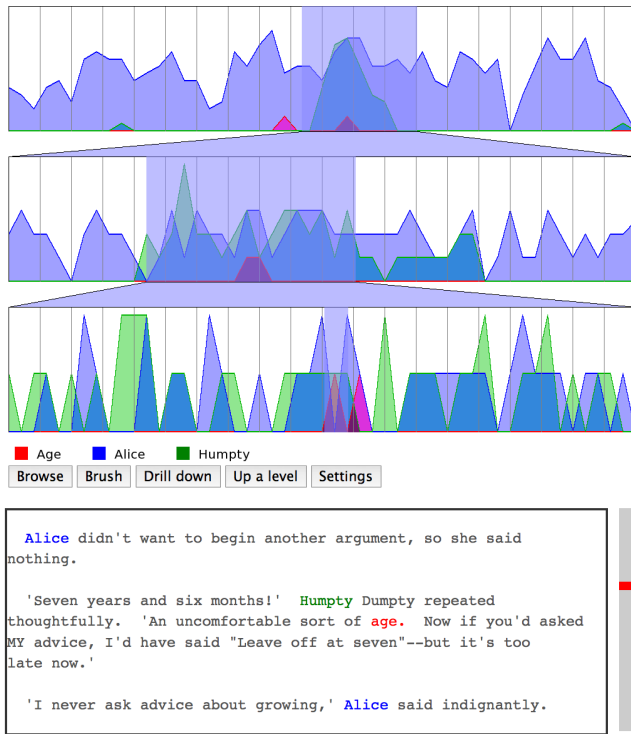 Age Alice Humpty
Browse Brush Drill down Up a level Settings
Alice didn't want to begin another argument, so she said
nothing.
'Seven years and six months!' Humpty Dumpty repeated
thoughtfully. 'An uncomfortable sort of age. Now if you'd asked
MY advice, I'd have said "Leave off at seven"--but it's too
late now.'
'I never ask advice about growing,' Alice said indignantly.